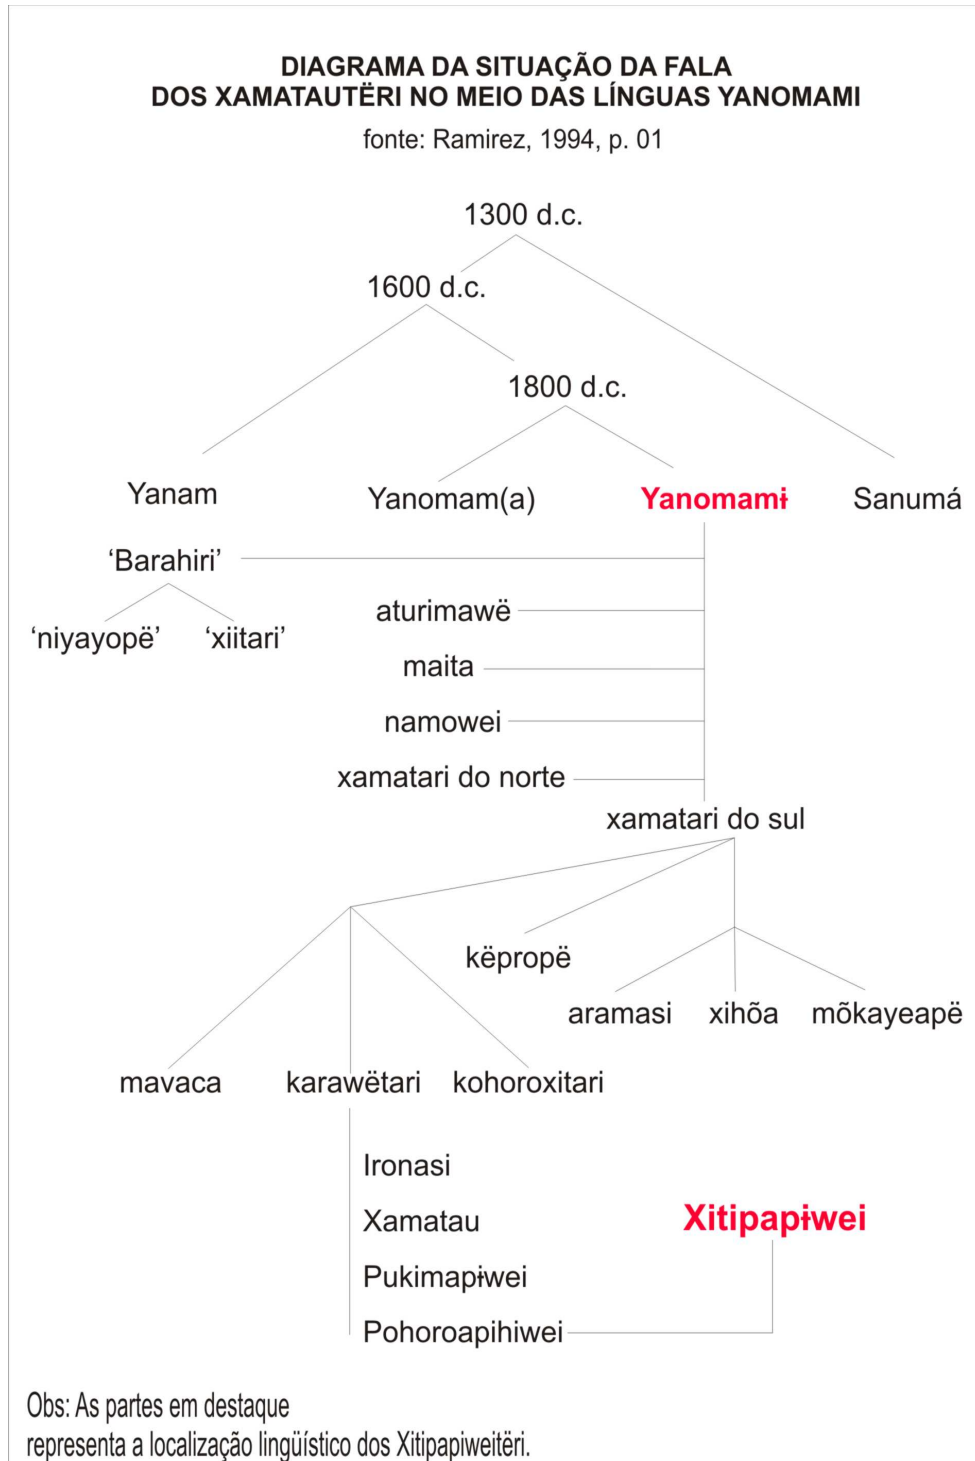 DIAGRAMA DA SITUAÇÃO DA FALA
DOS XAMATAUTËRI NO MEIO DAS LÍNGUAS YANOMAMI
fonte: Ramirez, 1994, p. 01
1300 d.c.
1600 d.c.
1800 d.c.
Yanam
Yanomam(a)
Yanomamɨ
Sanumá
‘Barahiri’
‘niyayopë’
‘xiitari’
aturimawë
maita
namowei
xamatari do norte
xamatari do sul
këpropë
aramasi
xihõa
mõkayeapë
mavaca
karawëtari
kohoroxitari
Ironasi
Xamatau
Pukimapɨwei
Pohoroapihiwei
Xitipapɨwei
Obs: As partes em destaque
representa a localização lingüístico dos Xitipapiweitëri.